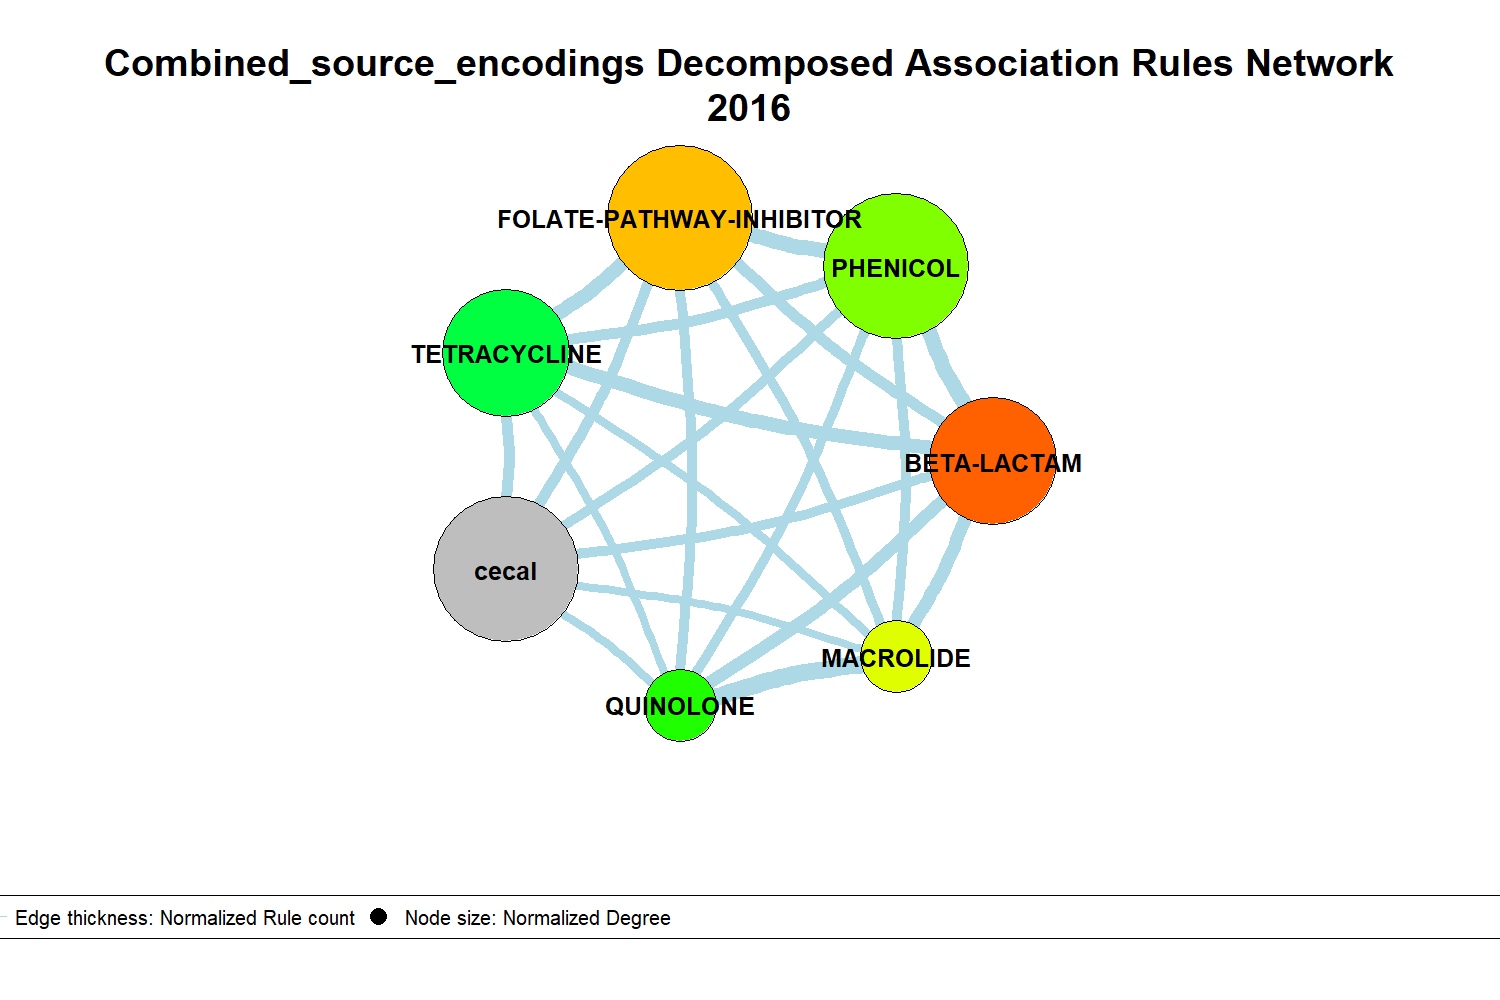 Combined_source_encodings Decomposed Association Rules Network
2016
FOLATE-PATHWAY-INHIBITOR
PHENICOL
TETRACYCLINE
BETA-LACTAM
cecal
MACROLIDE
QUINOLONE
Edge thickness: Normalized Rule count
Node size: Normalized Degree